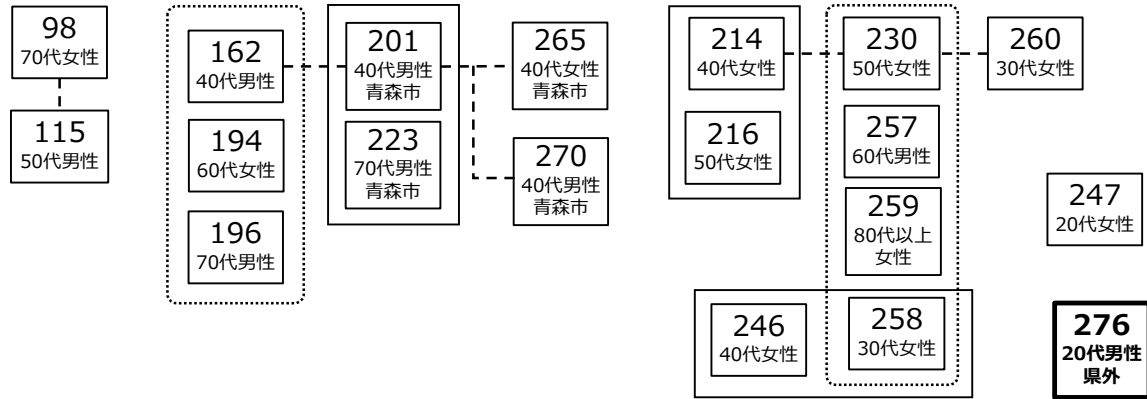 98
70代女性
115
50代男性
162
40代男性
194
60代女性
196
70代男性
201
40代男性
青森市
223
70代男性
青森市
265
40代女性
青森市
270
40代男性
青森市
214
40代女性
216
50代女性
230
50代女性
257
60代男性
259
80代以上
女性
246
40代女性
258
30代女性
260
30代女性
247
20代女性
276
20代男性
県外